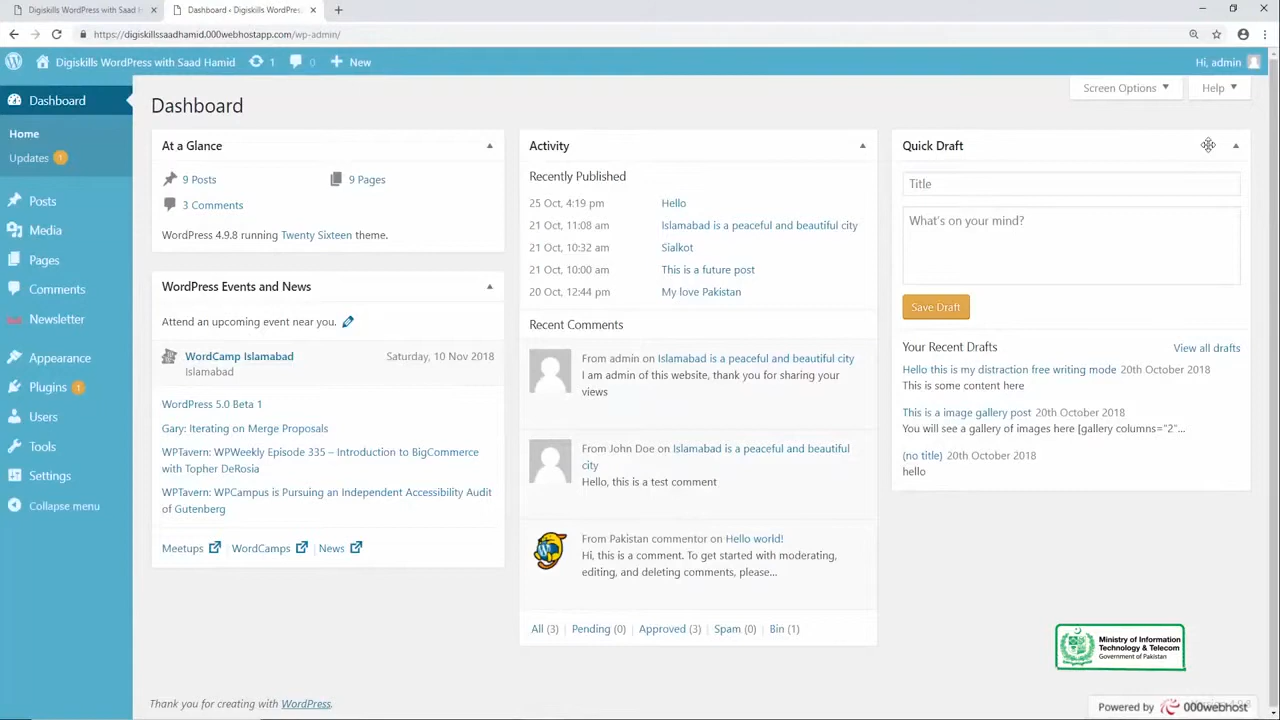 Digiskills WordPress with Saad H
Dashboard ‹ Digiskills WordPres
https://digiskillssaadhamid.000webhostapp.com/wp-admin/
Digiskills WordPress with Saad Hamid
1
0
New
Hi, admin
Dashboard
Home
Updates 1
Posts
Media
Pages
Comments
Newsletter
Appearance
Plugins 1
Users
Tools
Settings
Collapse menu
Screen Options
Help
Dashboard
At a Glance
9 Posts
9 Pages
3 Comments
WordPress 4.9.8 running Twenty Sixteen theme.
WordPress Events and News
Attend an upcoming event near you.
WordCamp Islamabad
Saturday, 10 Nov 2018
Islamabad
WordPress 5.0 Beta 1
Gary: Iterating on Merge Proposals
WPTavern: WPWeekly Episode 335 – Introduction to BigCommerce
with Topher DeRosia
WPTavern: WPCampus is Pursuing an Independent Accessibility Audit
of Gutenberg
Meetups | WordCamps | News
Activity
Recently Published
25 Oct, 4:19 pm Hello
21 Oct, 11:08 am Islamabad is a peaceful and beautiful city
21 Oct, 10:32 am Sialkot
21 Oct, 10:00 am This is a future post
20 Oct, 12:44 pm My love Pakistan
Recent Comments
From admin on Islamabad is a peaceful and beautiful city
I am admin of this website, thank you for sharing your
views
From John Doe on Islamabad is a peaceful and beautiful
city
Hello, this is a test comment
From Pakistan commentor on Hello world!
Hi, this is a comment. To get started with moderating,
editing, and deleting comments, please...
All (3) | Pending (0) | Approved (3) | Spam (0) | Bin (1)
Quick Draft
Title
What's on your mind?
Save Draft
Your Recent Drafts
View all drafts
Hello this is my distraction free writing mode 20th October 2018
This is some content here
This is a image gallery post 20th October 2018
You will see a gallery of images here [gallery columns="2"...
(no title) 20th October 2018
hello
Ministry of Information
Technology & Telecom
Government of Pakistan
Thank you for creating with WordPress.
Powered by 000webhost